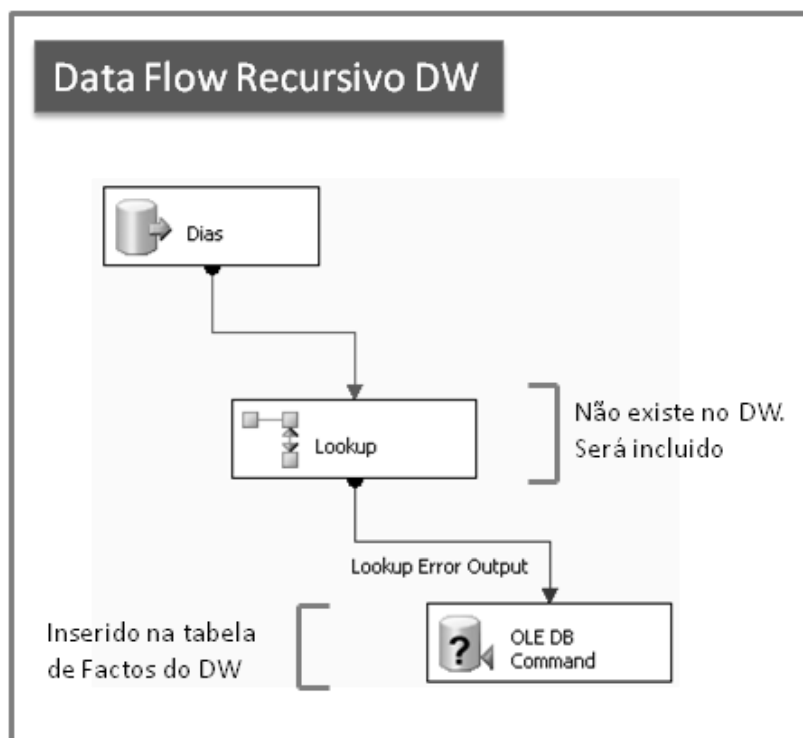 Data Flow Recursivo DW
Dias
Lookup
Não existe no DW.
Será incluido
Lookup Error Output
Inserido na tabela
de Factos do DW
?
OLE DB
Command